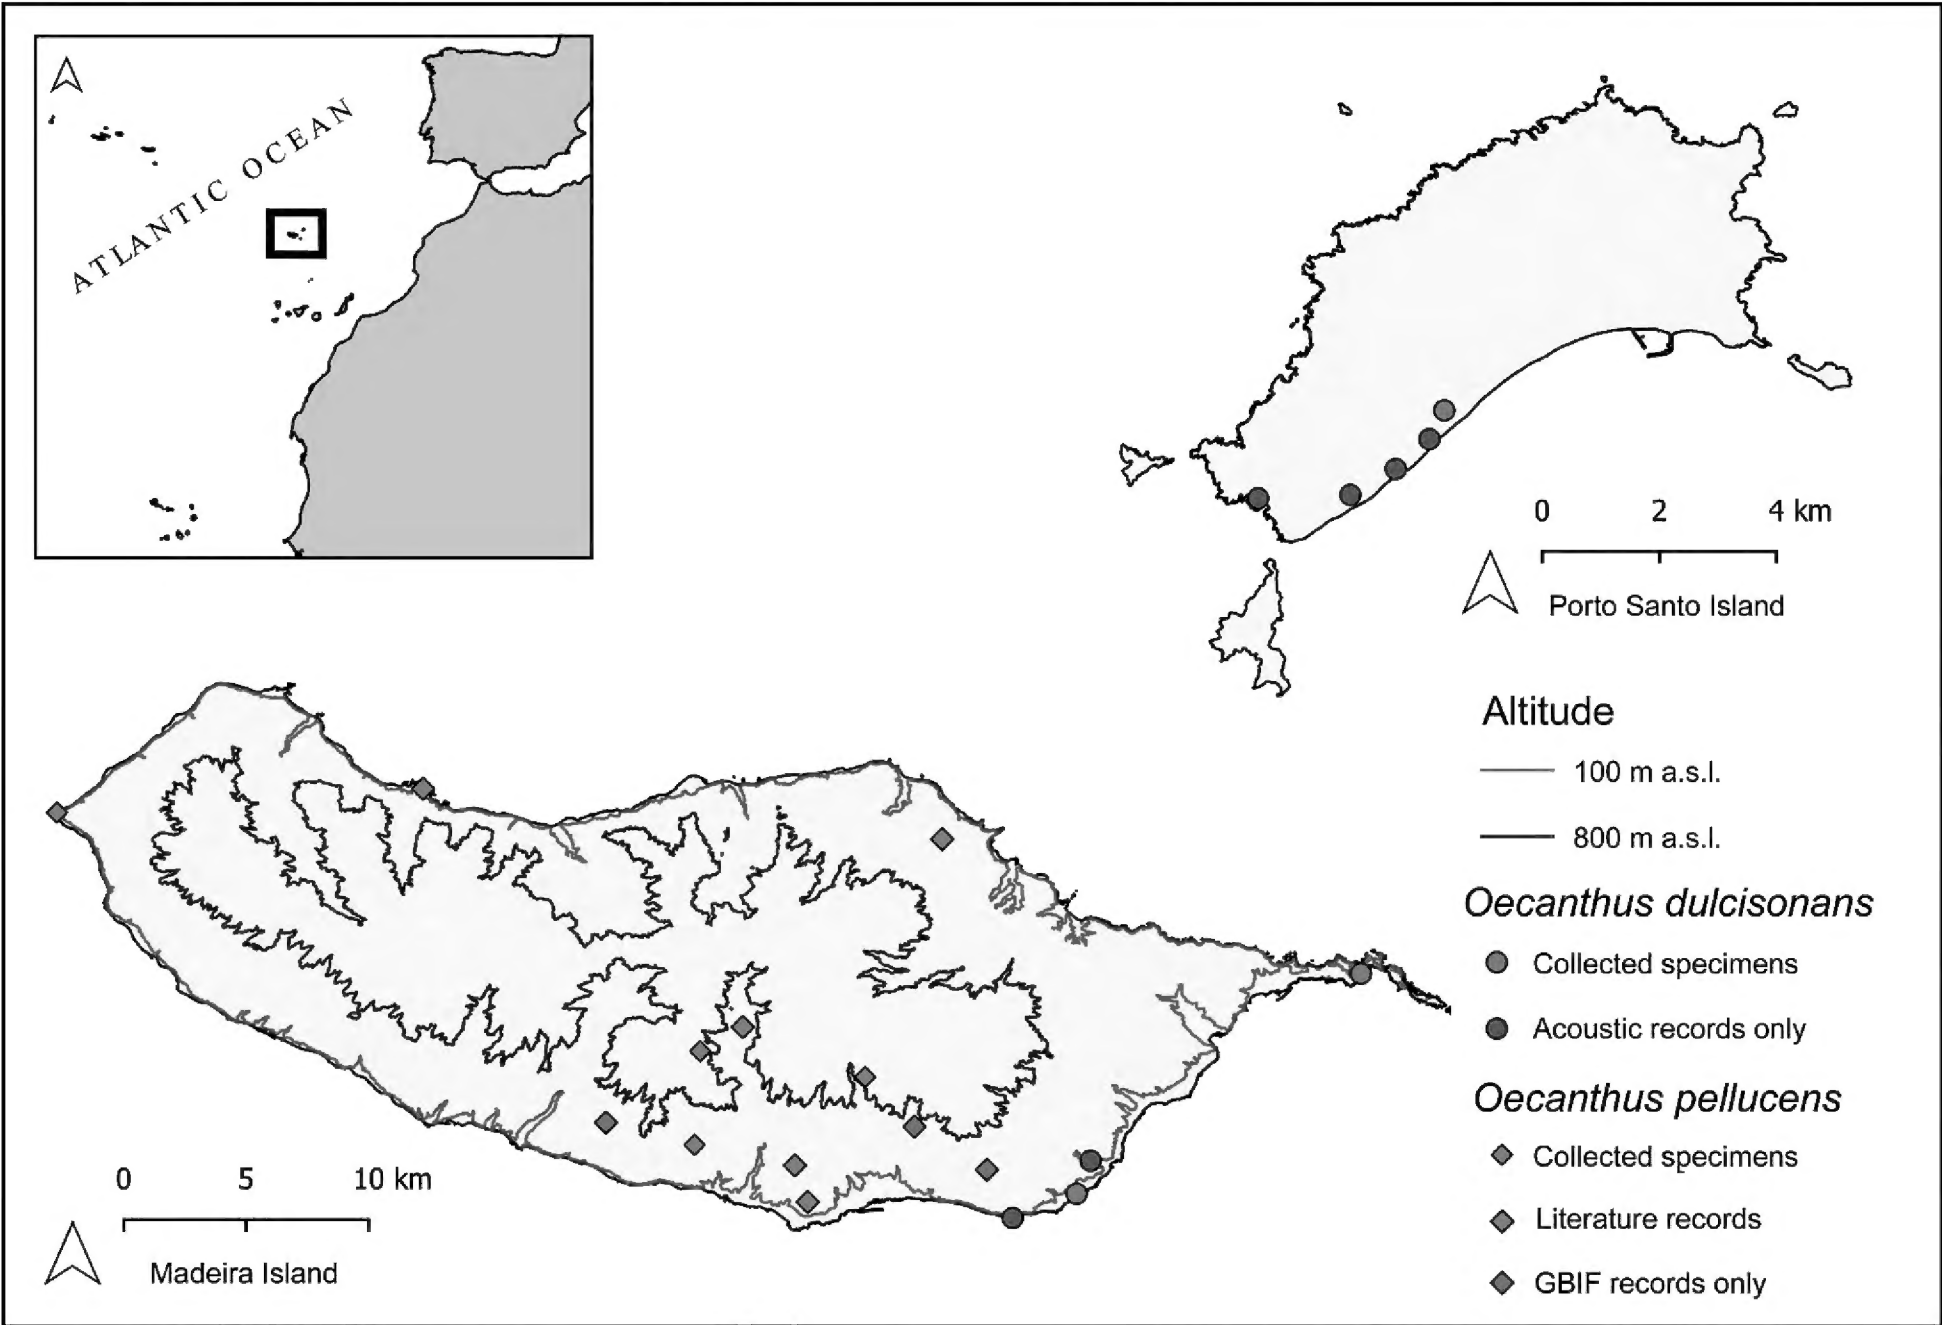 ATLANTIC OCEAN
0 2 4 km
Porto Santo Island
Altitude
100 m a.s.l.
800 m a.s.l.
Oecanthus dulcisonans
Collected specimens
Acoustic records only
Oecanthus pellucens
Collected specimens
Literature records
GBIF records only
0 5 10 km
Madeira Island